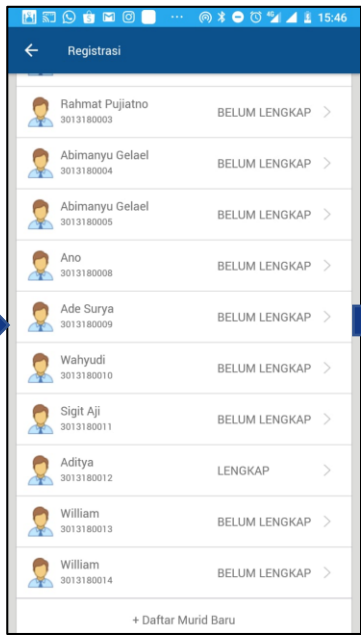 15:46
Registrasi
Rahmat Pujiatno
3013180003
BELUM LENGKAP
Abimanyu Gelael
3013180004
BELUM LENGKAP
Abimanyu Gelael
3013180005
BELUM LENGKAP
Ano
3013180008
BELUM LENGKAP
Ade Surya
3013180009
BELUM LENGKAP
Wahyudi
3013180010
BELUM LENGKAP
Sigit Aji
3013180011
BELUM LENGKAP
Aditya
3013180012
LENGKAP
William
3013180013
BELUM LENGKAP
William
3013180014
BELUM LENGKAP
+ Daftar Murid Baru